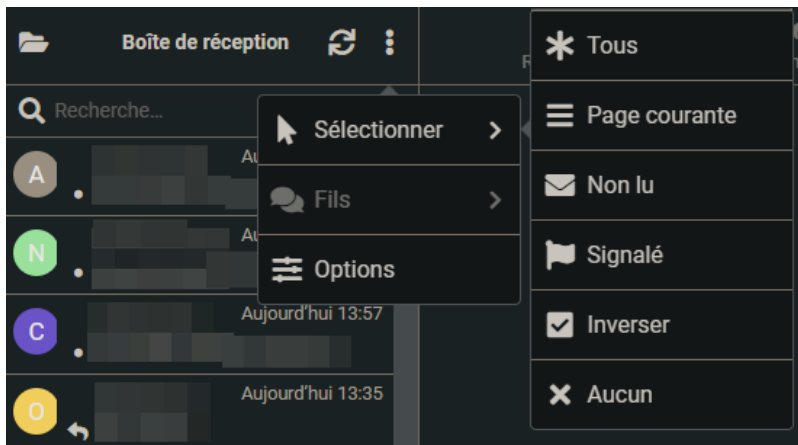 Boîte de réception
Recherche...
A
Aujourd'hui 13:57
N
C
Aujourd'hui 13:35
O
Sélectionner
Fils
Options
Tous
Page courante
Non lu
Signalé
Inverser
Aucun